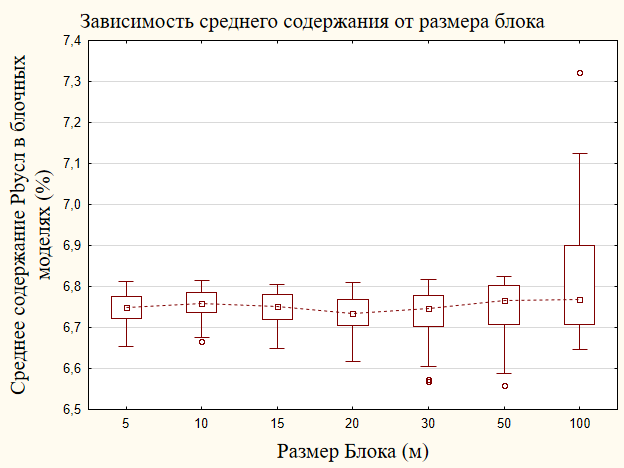 Зависимость среднего содержания от размера блока
Среднее содержание Pbусл в блочных
моделях (%)
7,4
7,3
7,2
7,1
7,0
6,9
6,8
6,7
6,6
6,5
5 10 15 20 30 50 100
Размер Блока (м)